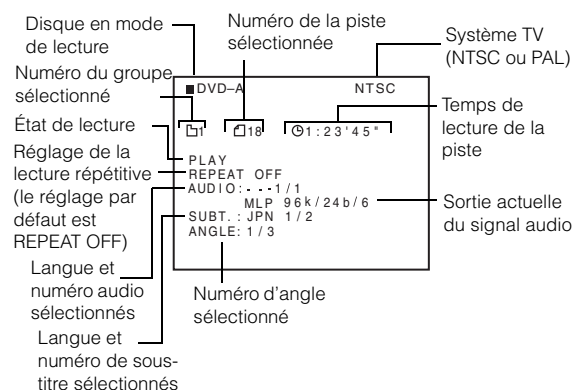 Disque en mode
de lecture
Numéro de la piste
sélectionnée
Système TV
(NTSC ou PAL)
Numéro du groupe
sélectionné
État de lecture
Réglage de la
lecture répétitive
(le réglage par
défaut est
REPEAT OFF)
Langue et
numéro audio
sélectionnés
Langue et
numéro de sous-
titre sélectionnés
DVD–A NTSC
1 18 1:23'45"
PLAY
REPEAT OFF
AUDIO:---1/1
MLP 96k/24b/6
SUBT.:JPN 1/2
ANGLE:1/3
Temps de
lecture de la
piste
Sortie actuelle
du signal audio
Numéro d'angle
sélectionné